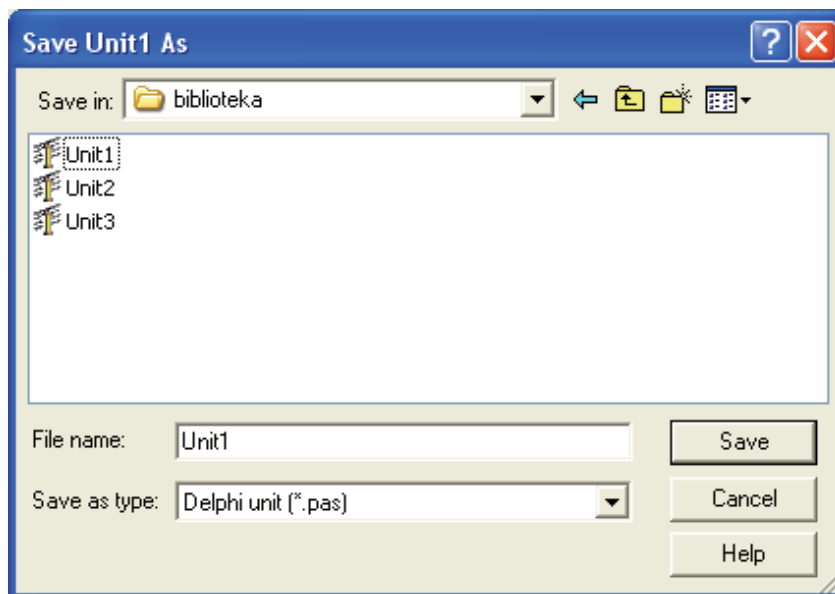 Save Unit1 As
Save in: biblioteka
Unit1
Unit2
Unit3
File name: Unit1 Save
Save as type: Delphi unit (*.pas) Cancel
Help